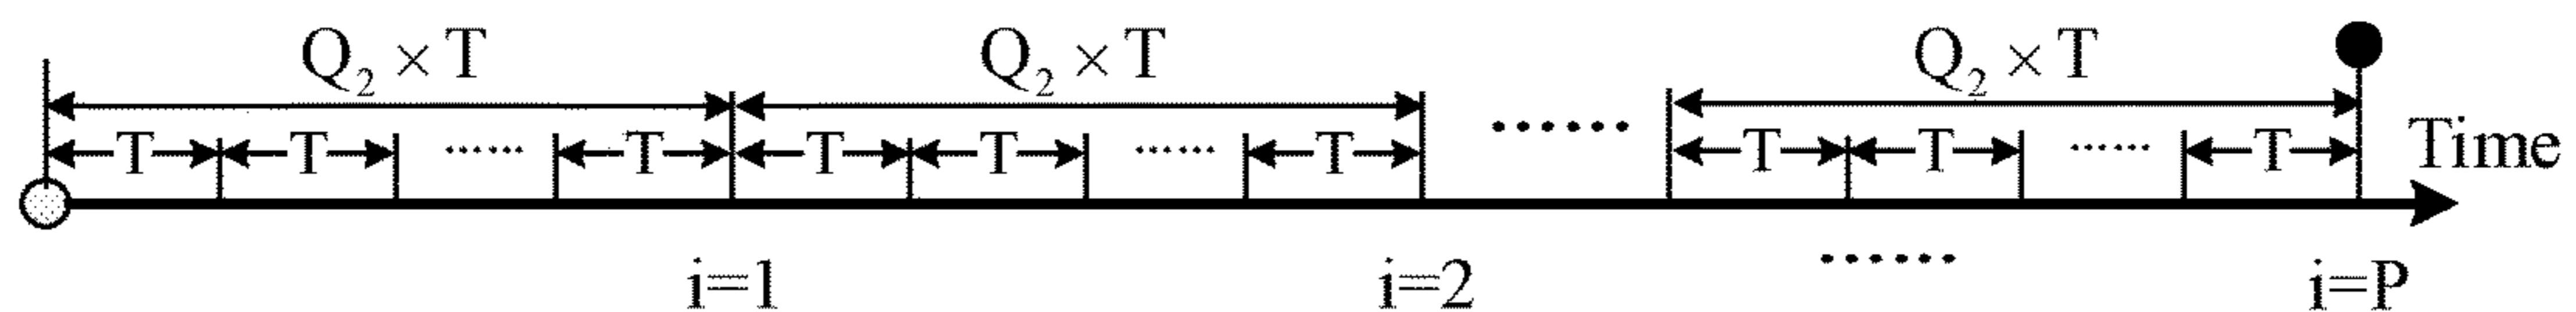 Q₂ × T Q₂ × T Q₂ × T
T T ...... T T T ...... T ...... T T ...... T Time
i=1 i=2 ...... i=P